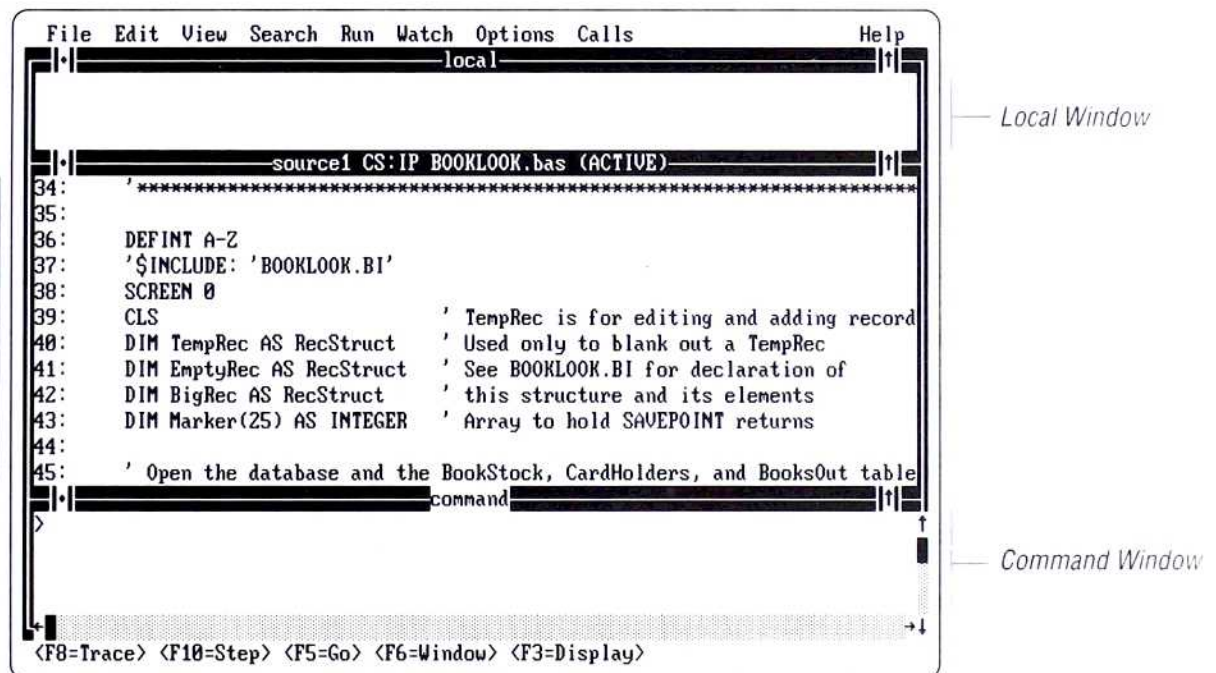 File Edit View Search Run Watch Options Calls Help
local
Local Window
source1 CS:IP BOOKLOOK.bas (ACTIVE)
34: '*********************************************************************
35:
36: DEFINT A-Z
37: '$INCLUDE: 'BOOKLOOK.BI'
38: SCREEN 0
39: CLS ' TempRec is for editing and adding record
40: DIM TempRec AS RecStruct ' Used only to blank out a TempRec
41: DIM EmptyRec AS RecStruct ' See BOOKLOOK.BI for declaration of
42: DIM BigRec AS RecStruct ' this structure and its elements
43: DIM Marker(25) AS INTEGER ' Array to hold SAVEPOINT returns
44:
45: ' Open the database and the BookStock, CardHolders, and BooksOut table
command
>
Command Window
<F8=Trace> <F10=Step> <F5=Go> <F6=Window> <F3=Display>